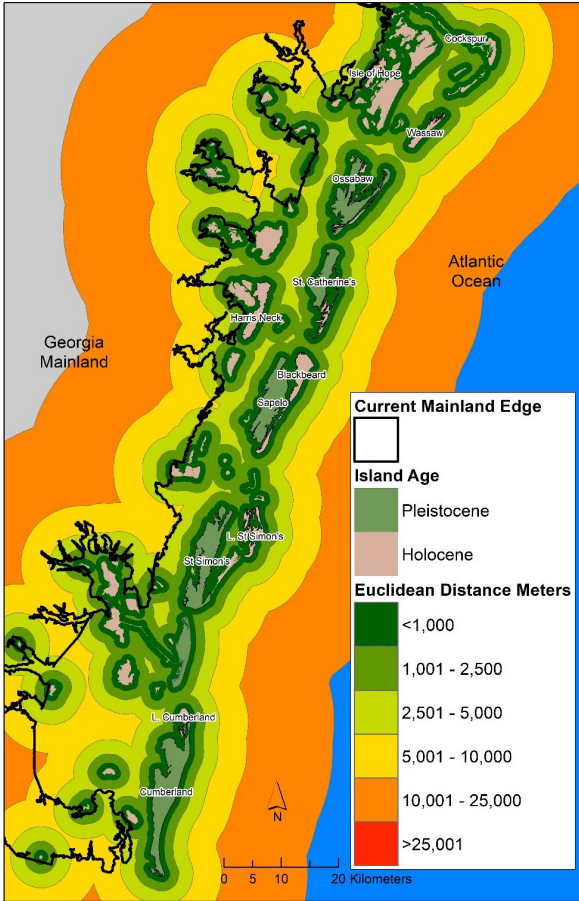 Cockspur
Isle of Hope
Wassaw
Ossabaw
Atlantic
Ocean
St. Catherine's
Harris Neck
Georgia
Mainland
Blackbeard
Sapelo
L. St Simon's
St Simon's
L. Cumberland
Cumberland
N
0 5 10 20 Kilometers
Current Mainland Edge
Island Age
Pleistocene
Holocene
Euclidean Distance Meters
<1,000
1,001 - 2,500
2,501 - 5,000
5,001 - 10,000
10,001 - 25,000
>25,001